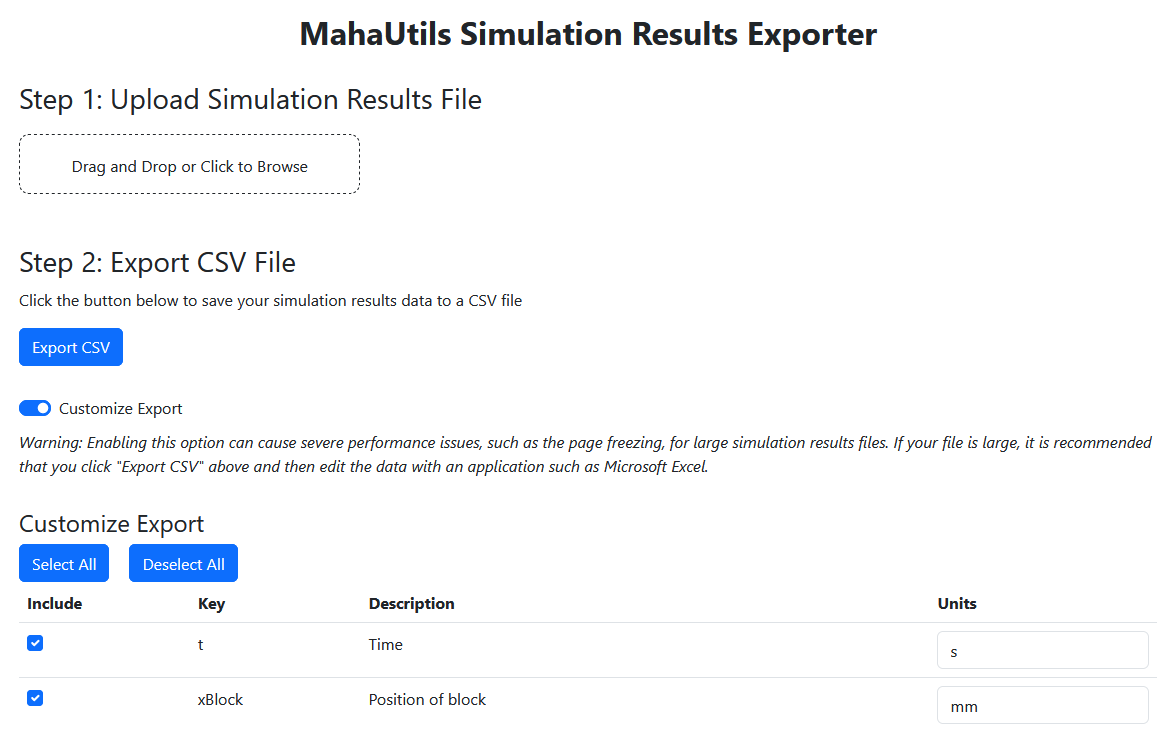 MahaUtils Simulation Results Exporter
Step 1: Upload Simulation Results File
Drag and Drop or Click to Browse
Step 2: Export CSV File
Click the button below to save your simulation results data to a CSV file
Export CSV
Customize Export
Warning: Enabling this option can cause severe performance issues, such as the page freezing, for large simulation results files. If your file is large, it is recommended
that you click "Export CSV" above and then edit the data with an application such as Microsoft Excel.
Customize Export
Select All Deselect All
Include Key Description Units
t Time s
xBlock Position of block mm